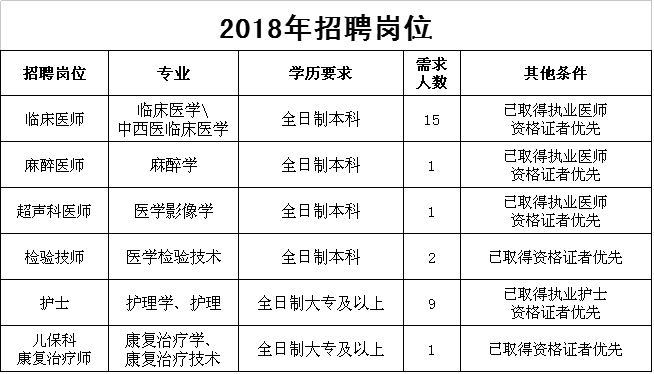 2018年招聘岗位
招聘岗位 专业 学历要求 需求人数 其他条件
临床医师 临床医学\中西医临床医学 全日制本科 15 已取得执业医师资格证者优先
麻醉医师 麻醉学 全日制本科 1 已取得执业医师资格证者优先
超声科医师 医学影像学 全日制本科 1 已取得执业医师资格证者优先
检验技师 医学检验技术 全日制本科 2 已取得资格证者优先
护士 护理学、护理 全日制大专及以上 9 已取得执业护士资格证者优先
儿保科康复治疗师 康复治疗学、康复治疗技术 全日制大专及以上 1 已取得资格证者优先